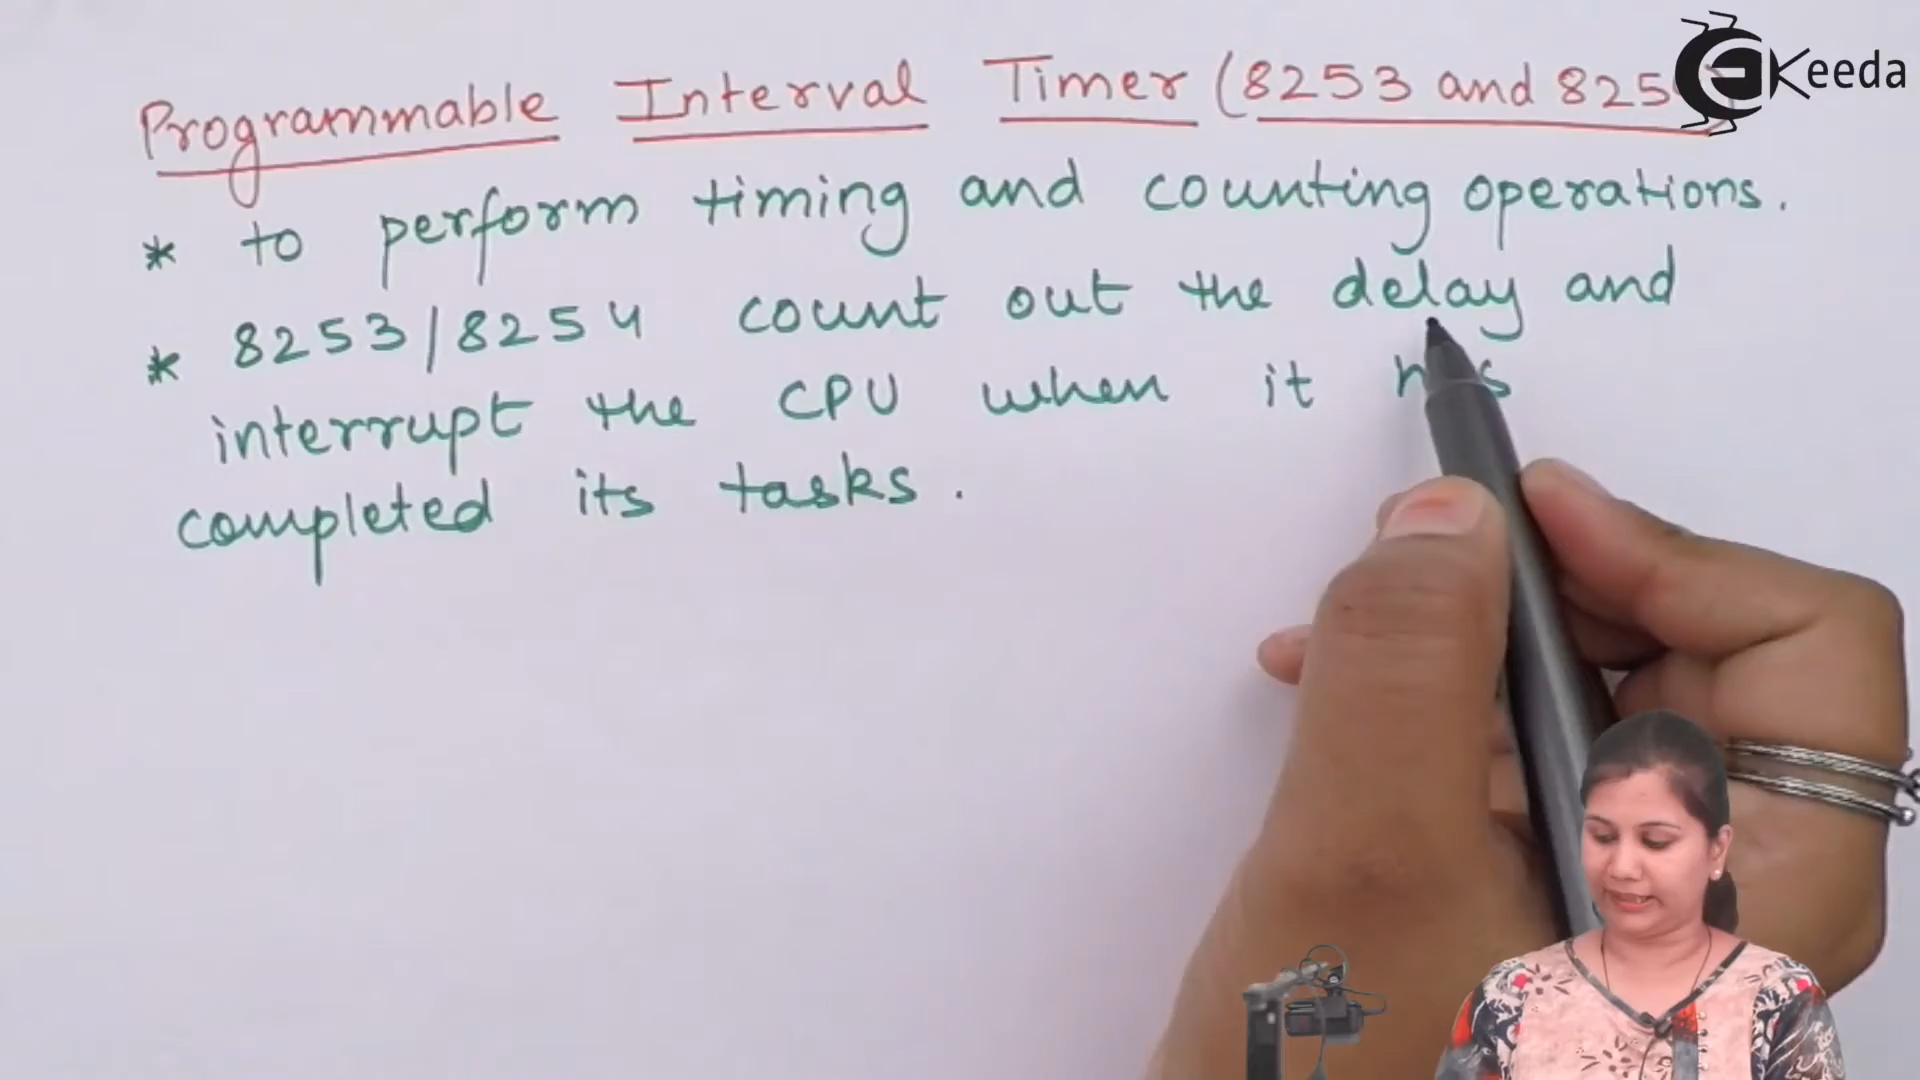 Programmable Interval Timer (8253 and 825
EKeeda
* to perform timing and counting operations.
* 8253/8254 count out the delay and
interrupt the CPU when it
completed its tasks.